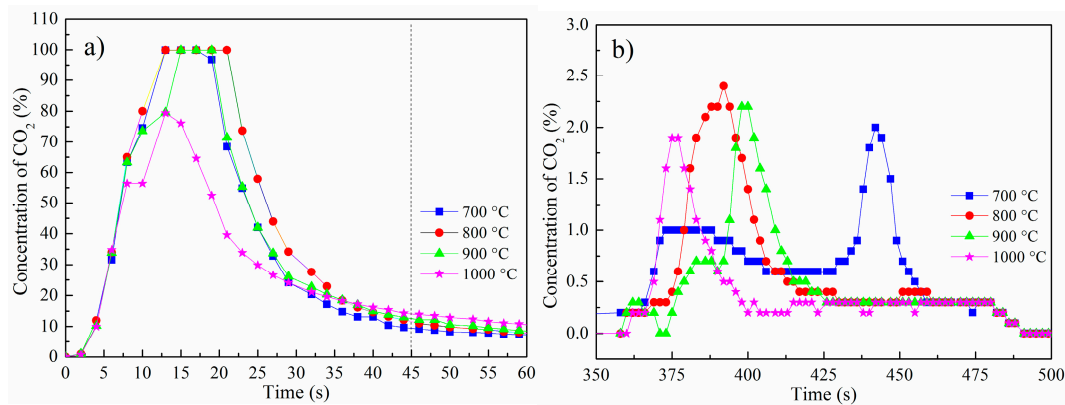 a)
Concentration of CO2 (%)
110
100
90
80
70
60
50
40
30
20
10
0
700 °C
800 °C
900 °C
1000 °C
0 5 10 15 20 25 30 35 40 45 50 55 60
Time (s)
b)
Concentration of CO2 (%)
3.0
2.5
2.0
1.5
1.0
0.5
0.0
700 °C
800 °C
900 °C
1000 °C
350 375 400 425 450 475 500
Time (s)